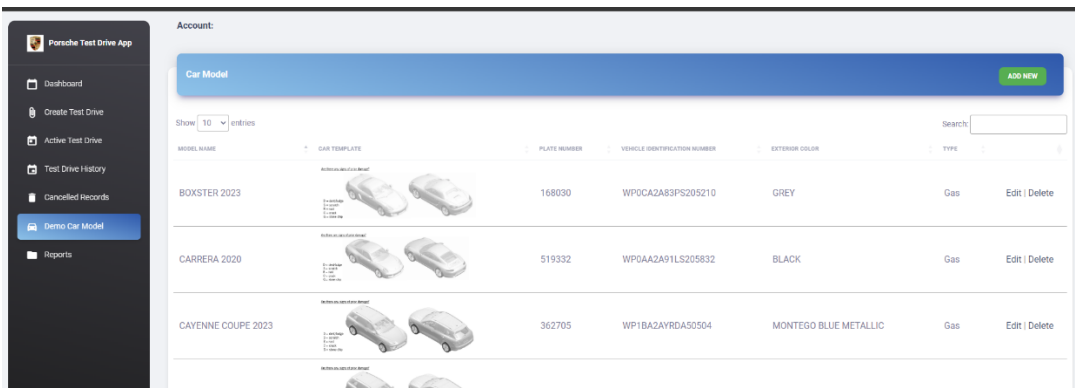 Account:
Porsche Test Drive App
Car Model
ADD NEW
Dashboard
Create Test Drive
Active Test Drive
Test Drive History
Cancelled Records
Demo Car Model
Reports
Show 10 entries
Search:
MODEL NAME CAR TEMPLATE PLATE NUMBER VEHICLE IDENTIFICATION NUMBER EXTERIOR COLOR TYPE
BOXSTER 2023 168030 WP0CA2A83PS205210 GREY Gas Edit | Delete
CARRERA 2020 519332 WP0AA2A91LS205832 BLACK Gas Edit | Delete
CAYENNE COUPE 2023 362705 WP1BA2AYRDA50504 MONTEGO BLUE METALLIC Gas Edit | Delete